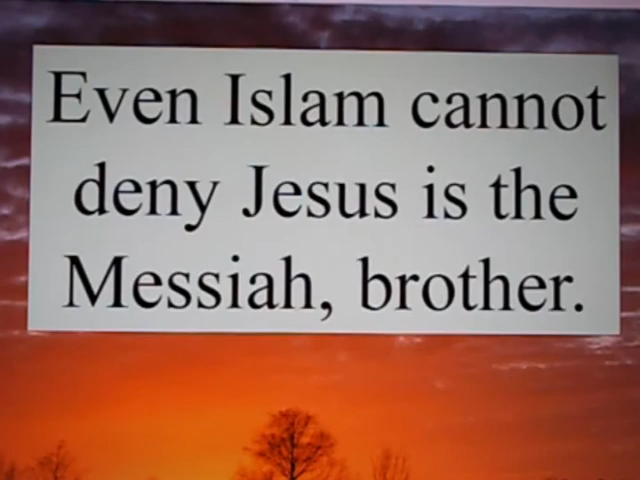 Even Islam cannot
deny Jesus is the
Messiah, brother.